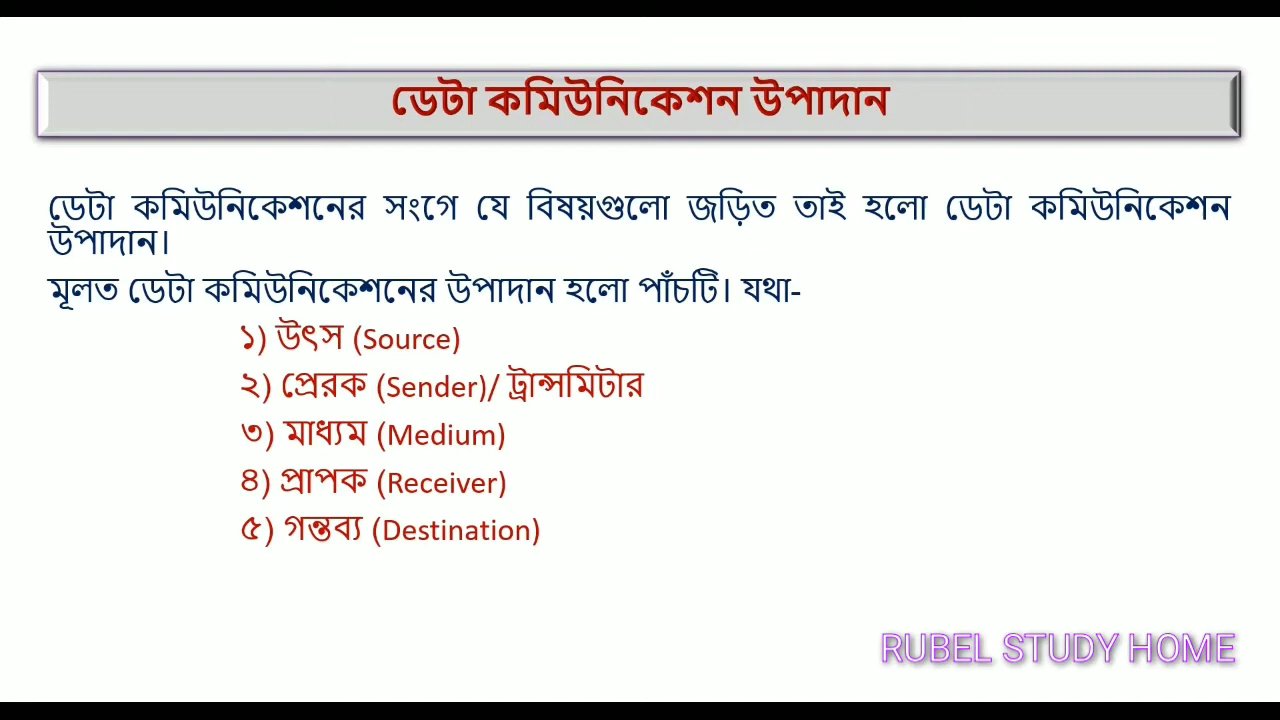 ডেটা কমিউনিকেশন উপাদান
ডেটা কমিউনিকেশনের সংগে যে বিষয়গুলো জড়িত তাই হলো ডেটা কমিউনিকেশন
উপাদান।
মূলত ডেটা কমিউনিকেশনের উপাদান হলো পাঁচটি। যথা-
১) উৎস (Source)
২) প্রেরক (Sender)/ ট্রান্সমিটার
৩) মাধ্যম (Medium)
৪) প্রাপক (Receiver)
৫) গন্তব্য (Destination)
RUBEL STUDY HOME